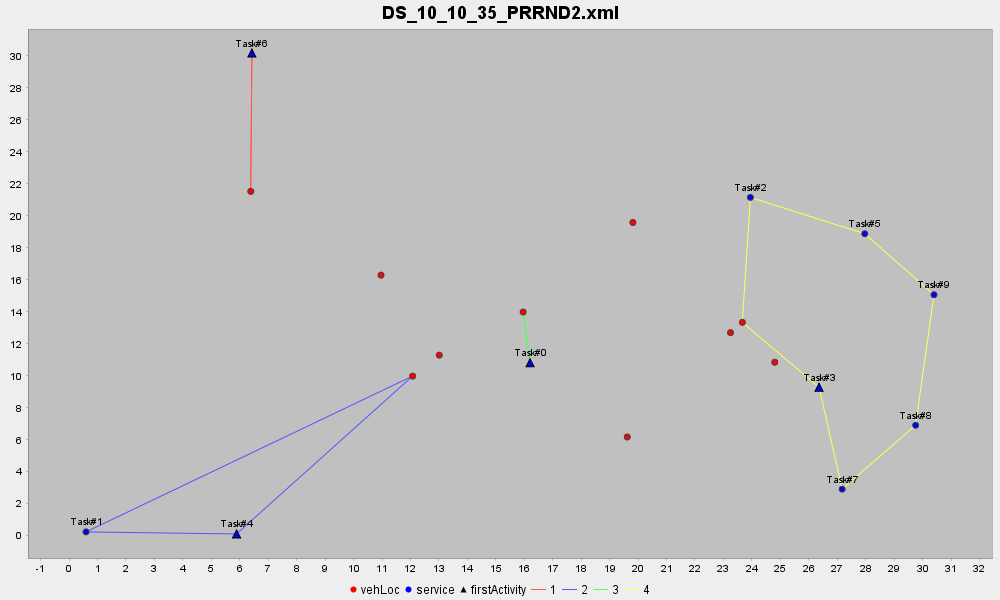 DS_10_10_35_PRRND2.xml
Task#6
30
28
26
24
22
Task#2
20
Task#5
18
Task#9
16
14
12
Task#0
10
Task#3
8
Task#8
6
4
Task#7
2
Task#1
Task#4
0
-1 0 1 2 3 4 5 6 7 8 9 10 11 12 13 14 15 16 17 18 19 20 21 22 23 24 25 26 27 28 29 30 31 32
vehLoc service firstActivity 1 2 3 4